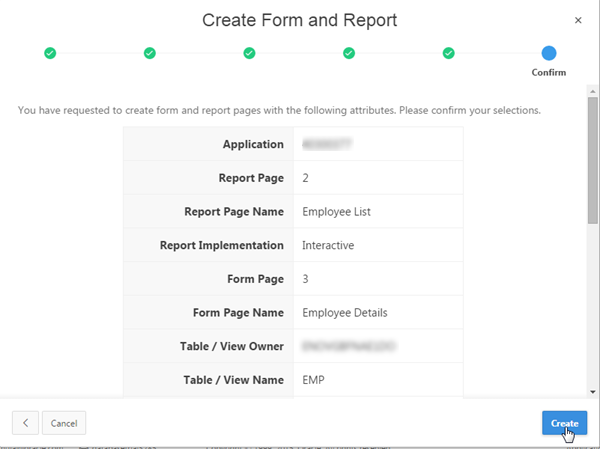 Create Form and Report
Confirm
You have requested to create form and report pages with the following attributes. Please confirm your selections.
Application
Report Page 2
Report Page Name Employee List
Report Implementation Interactive
Form Page 3
Form Page Name Employee Details
Table / View Owner
Table / View Name EMP
Cancel
Create